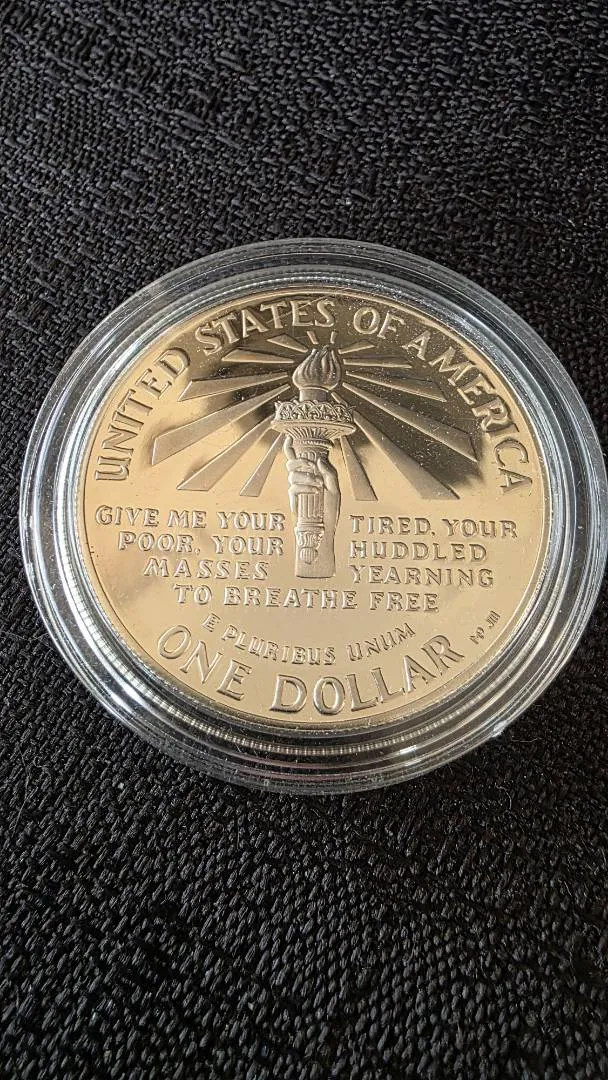 UNITED STATES OF AMERICA
GIVE ME YOUR TIRED, YOUR
POOR, YOUR HUDDLED
MASSES YEARNING
TO BREATHE FREE
E PLURIBUS UNUM
ONE DOLLAR